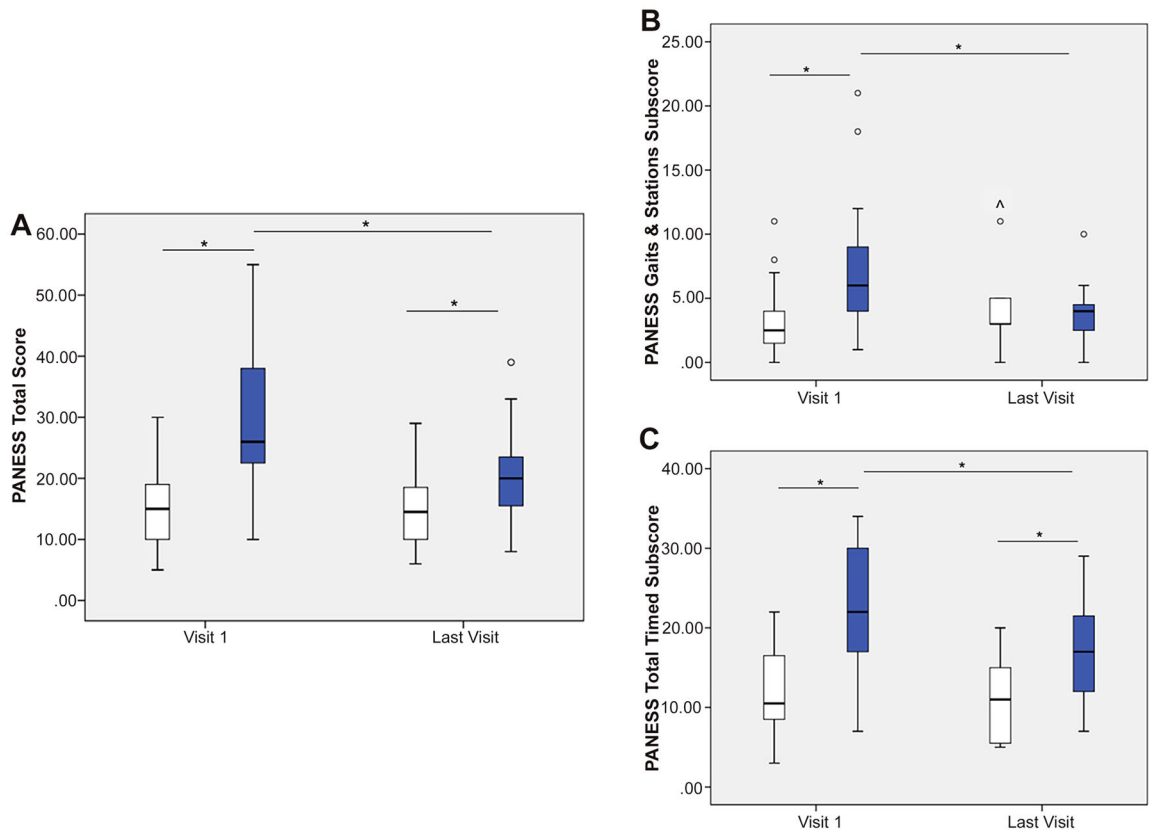 A
PANESS Total Score
60.00
50.00
40.00
30.00
20.00
10.00
.00
*
*
*
Visit 1
Last Visit
B
PANESS Gaits & Stations Subscore
25.00
20.00
15.00
10.00
5.00
.00
*
*
^
Visit 1
Last Visit
C
PANESS Total Timed Subscore
40.00
30.00
20.00
10.00
.00
*
*
*
Visit 1
Last Visit